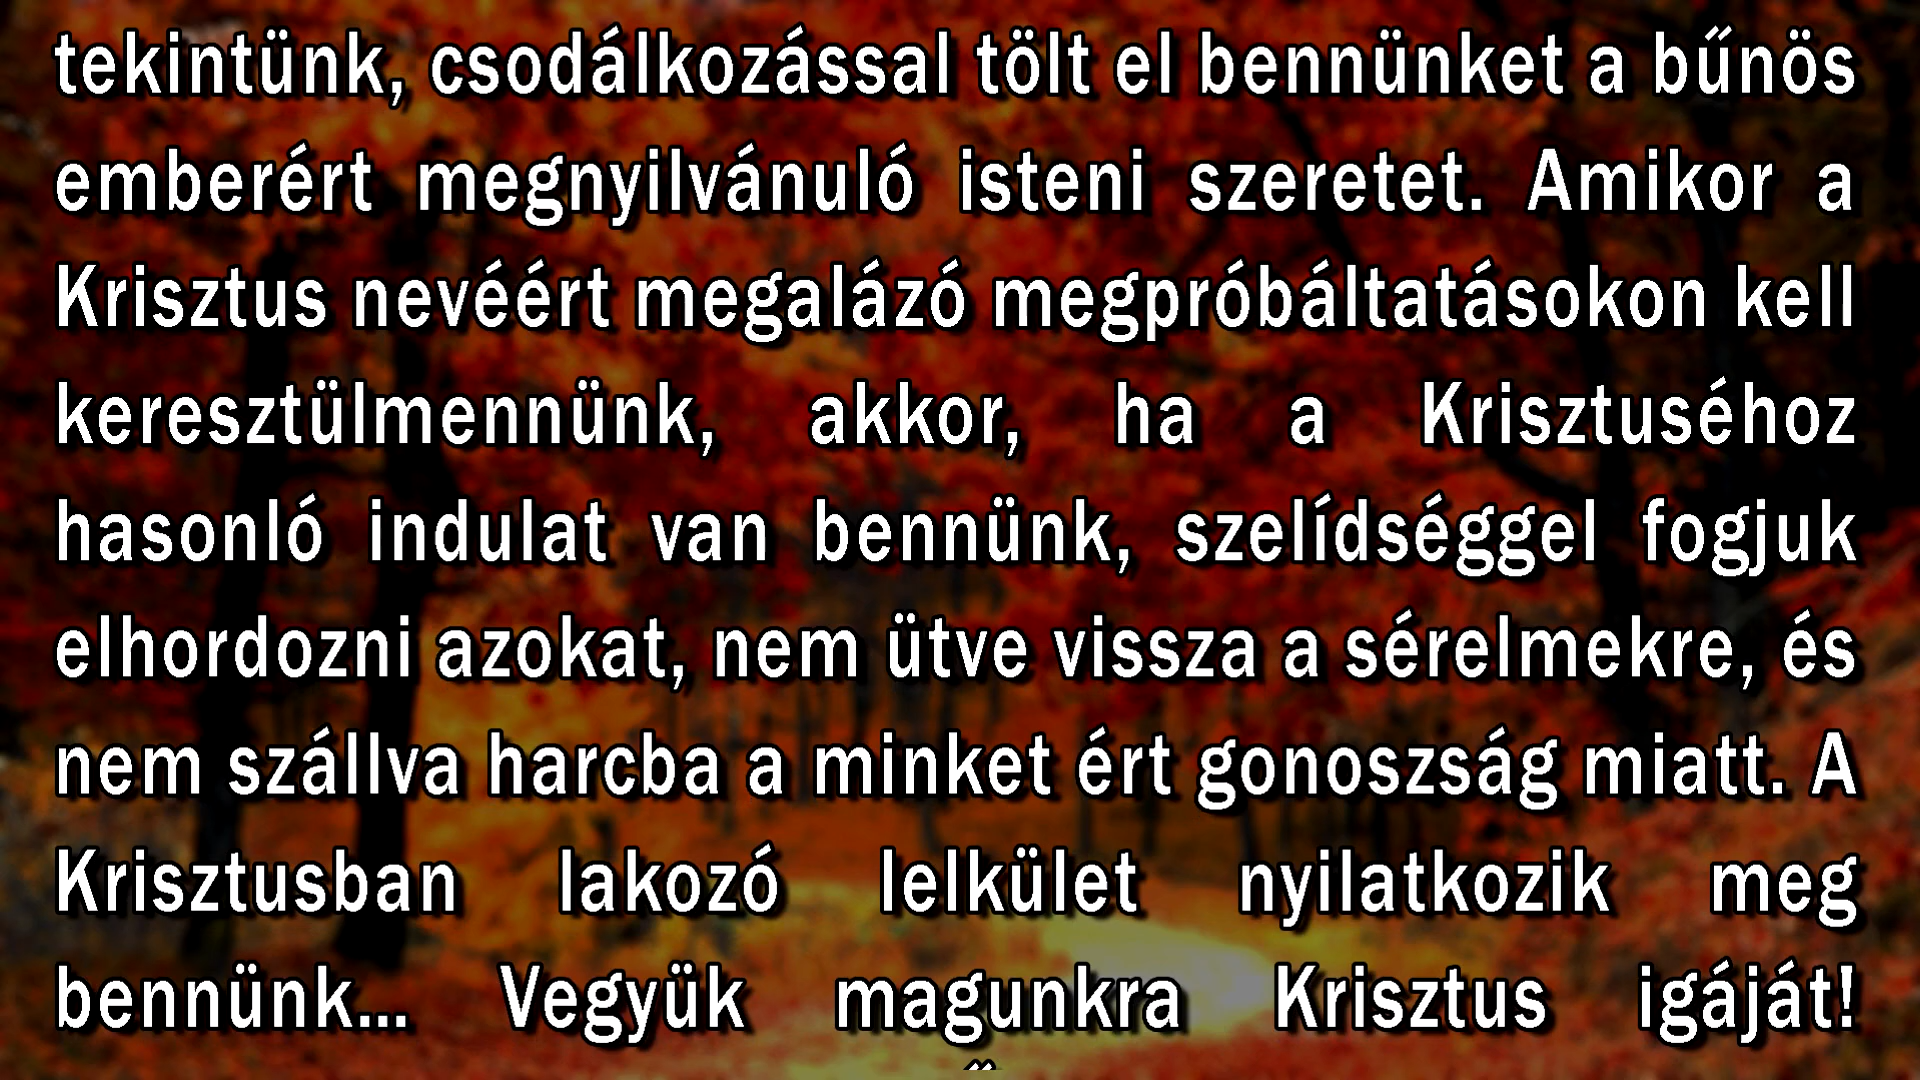 tekintünk, csodálkozással tölt el bennünket a bűnös
emberért megnyilvánuló isteni szeretet. Amikor a
Krisztus nevéért megalázó megpróbáltatásokon kell
keresztülmennünk, akkor, ha a Krisztuséhoz
hasonló indulat van bennünk, szelídséggel fogjuk
elhordozni azokat, nem ütve vissza a sérelmekre, és
nem szállva harcba a minket ért gonoszság miatt. A
Krisztusban lakozó lelkület nyilatkozik meg
bennünk... Vegyük magunkra Krisztus igáját!